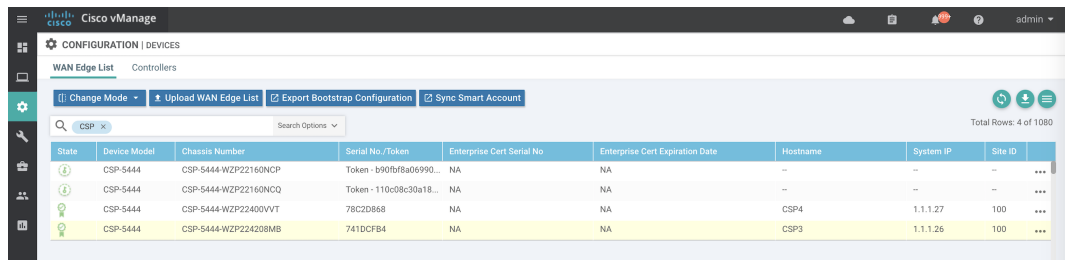 cisco Cisco vManage 999+ admin
CONFIGURATION | DEVICES
WAN Edge List Controllers
Change Mode Upload WAN Edge List Export Bootstrap Configuration Sync Smart Account
CSP × Search Options Total Rows: 4 of 1080
State Device Model Chassis Number Serial No./Token Enterprise Cert Serial No Enterprise Cert Expiration Date Hostname System IP Site ID
CSP-5444 CSP-5444-WZP22160NCP Token - b90fbf8a06990... NA NA -- -- -- •••
CSP-5444 CSP-5444-WZP22160NCQ Token - 110c08c30a18... NA NA -- -- -- •••
CSP-5444 CSP-5444-WZP22400VVT 78C2D868 NA NA CSP4 1.1.1.27 100 •••
CSP-5444 CSP-5444-WZP224208MB 741DCFB4 NA NA CSP3 1.1.1.26 100 •••